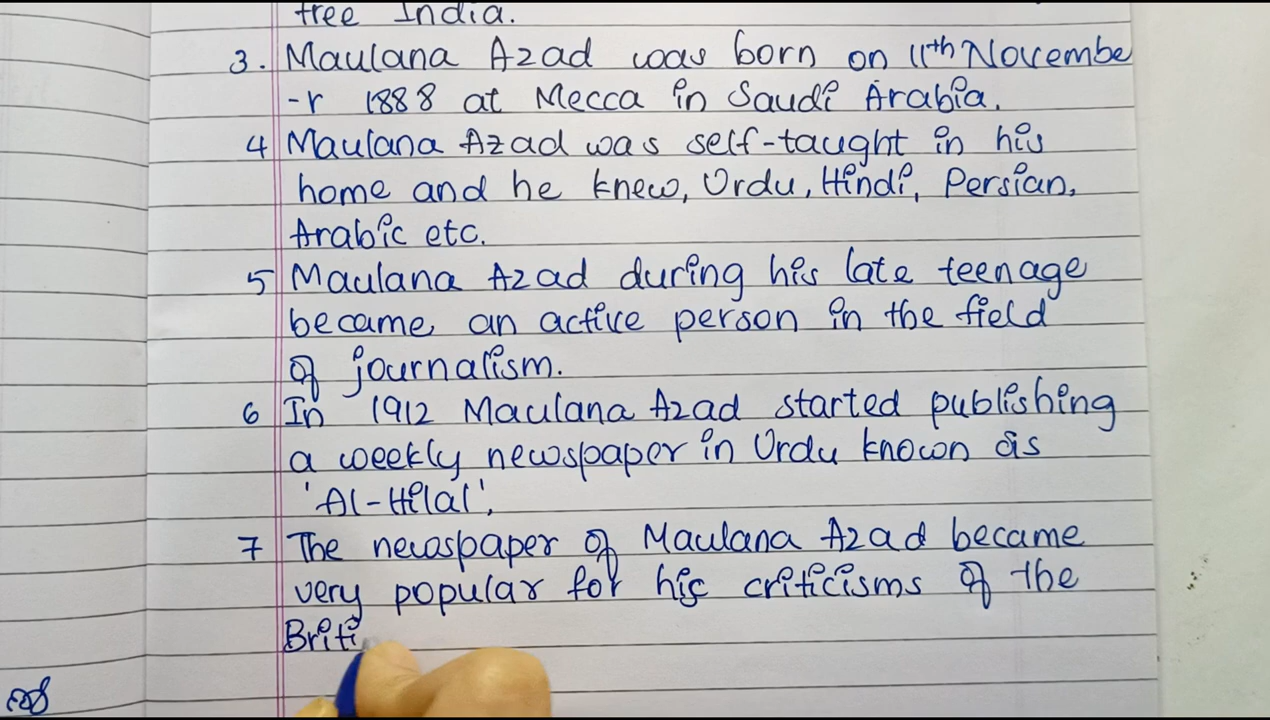 free India.
3. Maulana Azad was born on 11th Novembe
-r 1888 at Mecca in Saudi Arabia.
4 Maulana Azad was self-taught in his
home and he knew, Urdu, Hindi, Persian,
Arabic etc.
5 Maulana Azad during his late teenage
became an active person in the field
of journalism.
6 In 1912 Maulana Azad started publishing
a weekly newspaper in Urdu known as
'Al-Hilal'.
7 The newspaper of Maulana Azad became
very popular for his criticisms of the
Briti